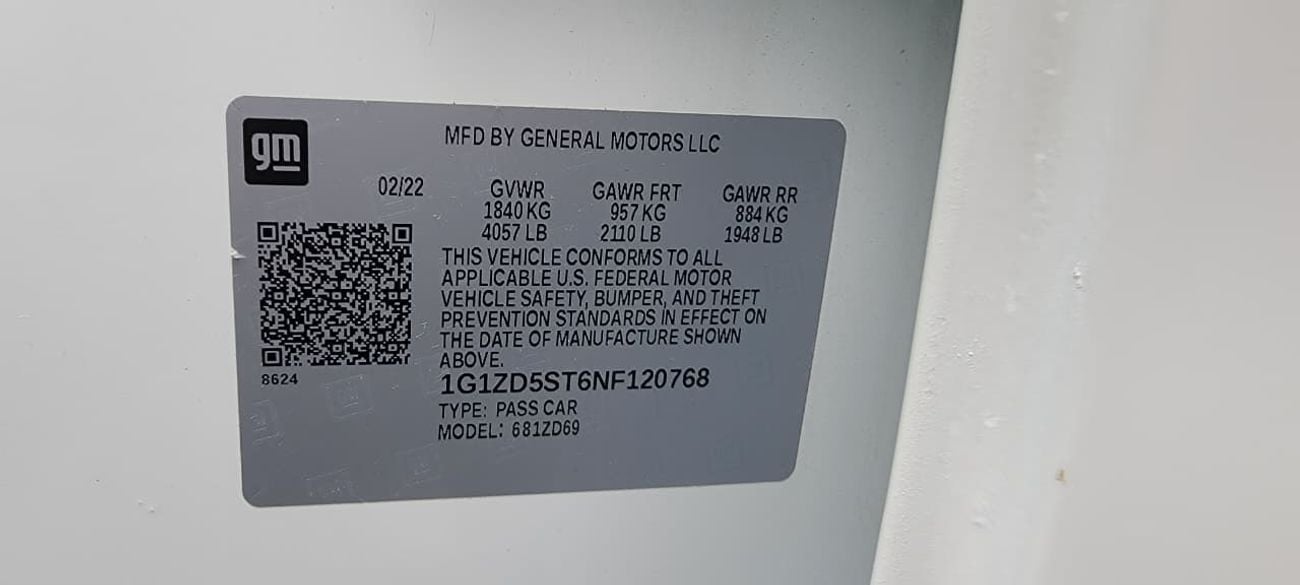 gm
MFD BY GENERAL MOTORS LLC
02/22 GVWR GAWR FRT GAWR RR
1840 KG 957 KG 884 KG
4057 LB 2110 LB 1948 LB
THIS VEHICLE CONFORMS TO ALL
APPLICABLE U.S. FEDERAL MOTOR
VEHICLE SAFETY, BUMPER, AND THEFT
PREVENTION STANDARDS IN EFFECT ON
THE DATE OF MANUFACTURE SHOWN
ABOVE.
8624
1G1ZD5ST6NF120768
TYPE: PASS CAR
MODEL: 681ZD69